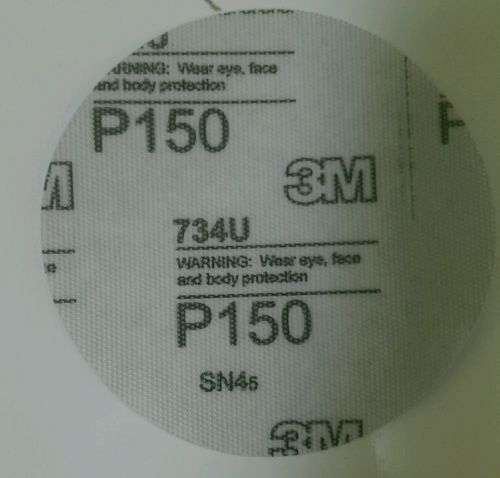 WARNING: Wear eye, face
and body protection
P150
3M
734U
WARNING: Wear eye, face
and body protection
P150
SN45
3M